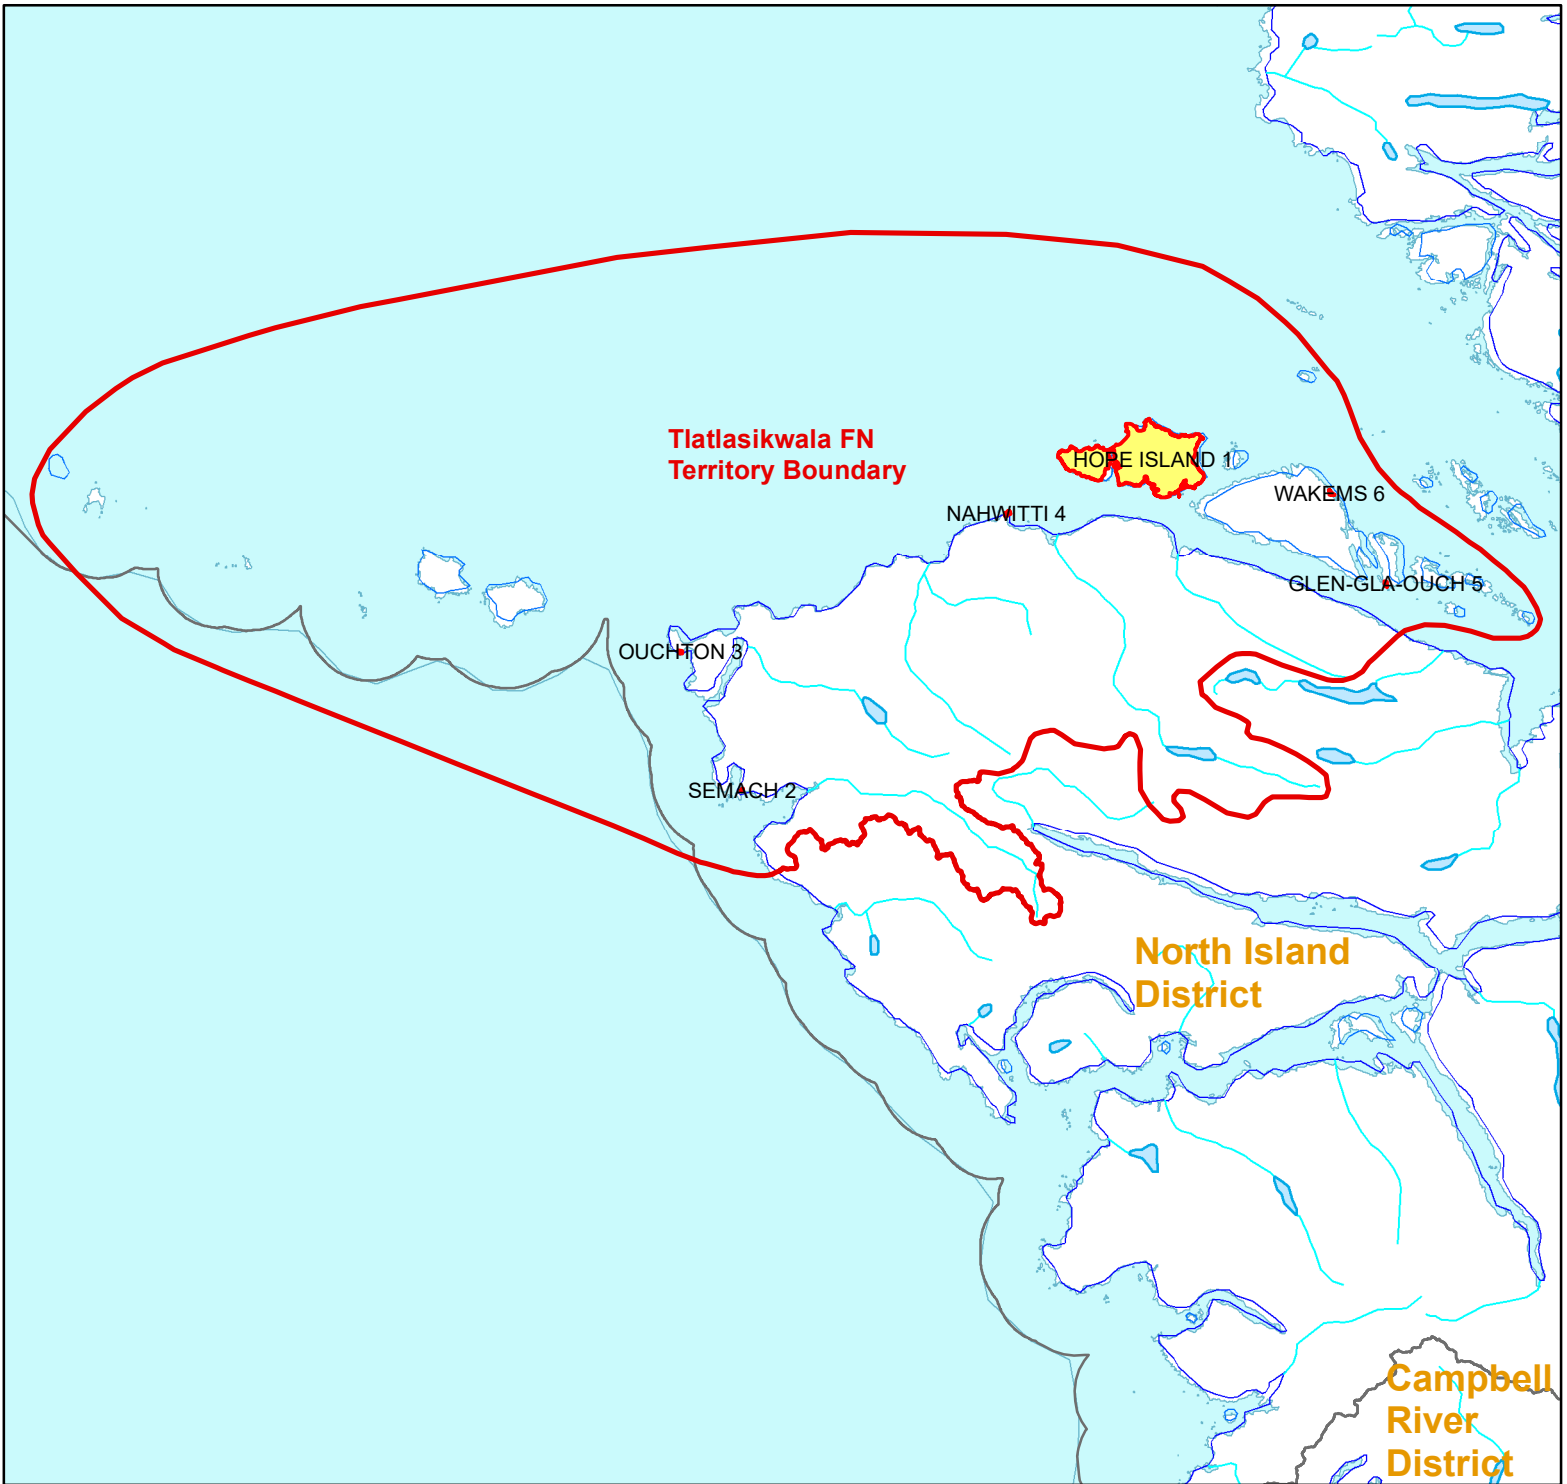 Tlatlasikwala FN
Territory Boundary
HOPE ISLAND 1
WAKEMS 6
NAHWITTI 4
GLEN-GLA-OUCH 5
OUCHTON 3
SEMACH 2
North Island
District
Campbell
River
District